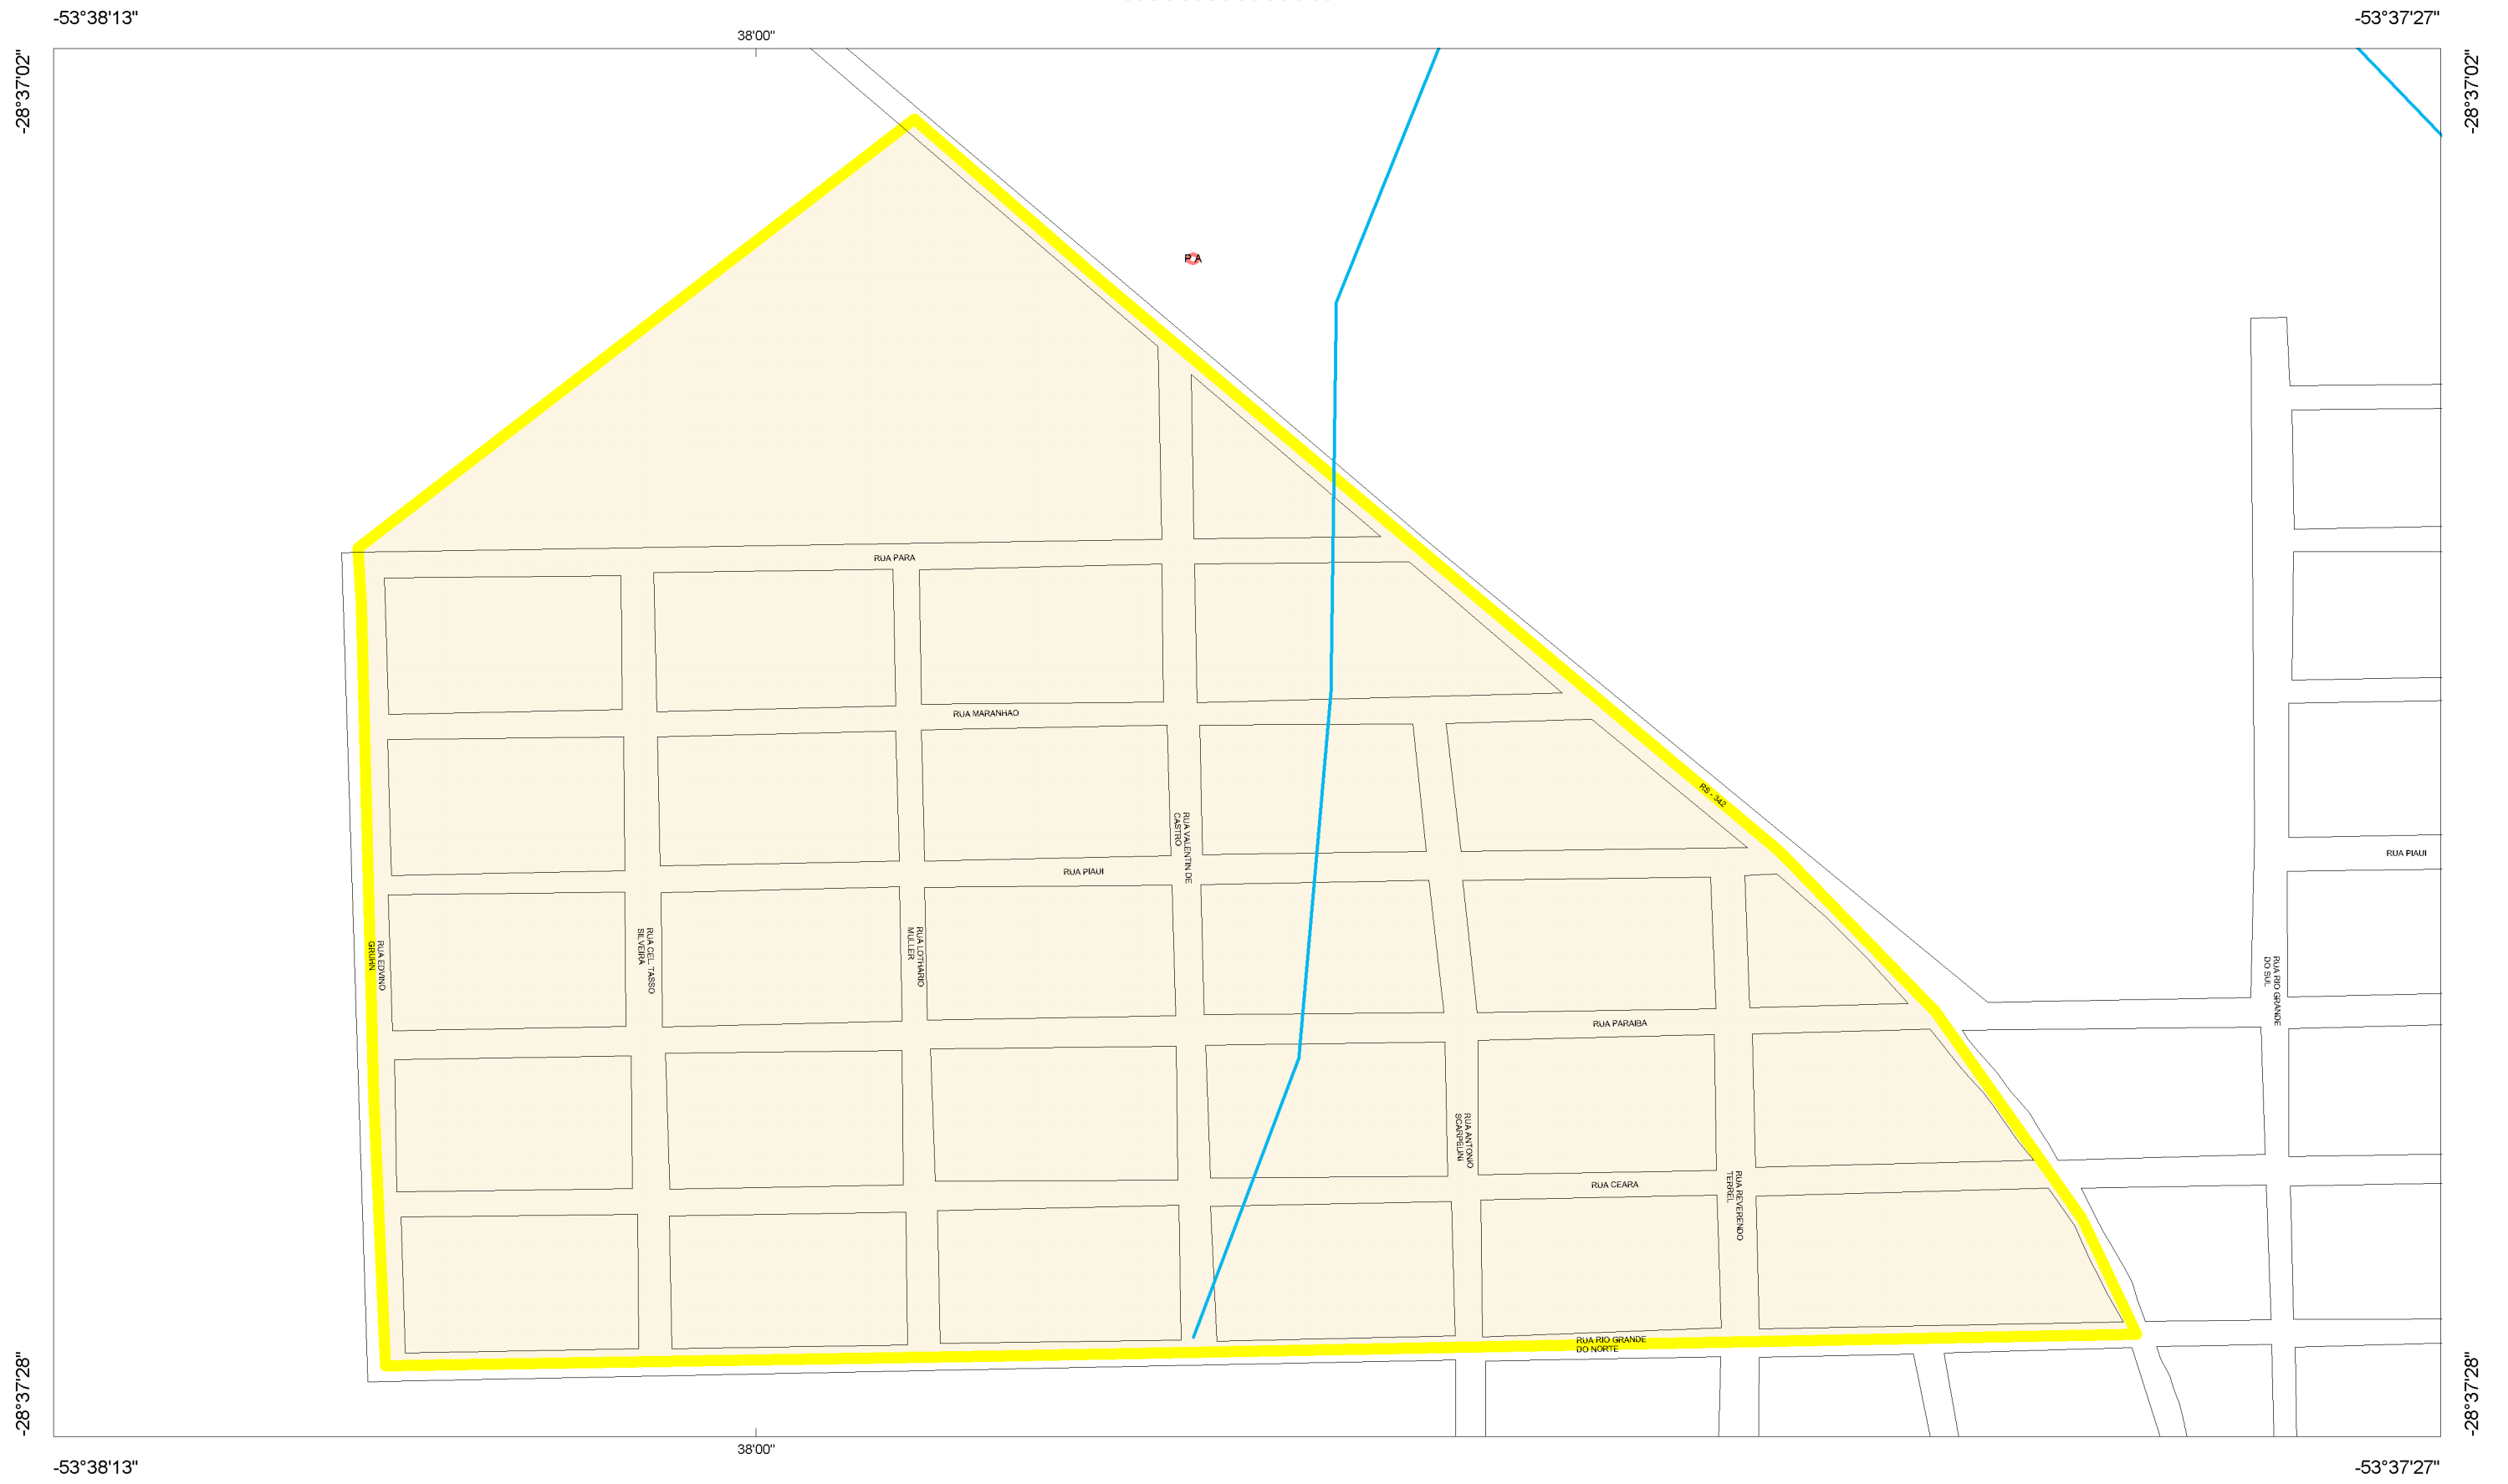 -53°38'13"
-53°37'27"
38'00"
-28°37'02"
-28°37'02"
P A
RUA PARA
RUA MARANHAO
RS - 342
RUA VALENTIN DE
CASTRO
RUA PIAUI
RUA PIAUI
RUA EDVINO
GRUHN
RUA CEL. TASSO
SILVEIRA
RUA LOTHARIO
MULLER
RUA RIO GRANDE
DO SUL
RUA PARAIBA
RUA ANTONIO
SCARPELINI
RUA CEARA
RUA REVERENDO
TERREL
RUA RIO GRANDE
DO NORTE
-28°37'28"
-28°37'28"
38'00"
-53°38'13"
-53°37'27"